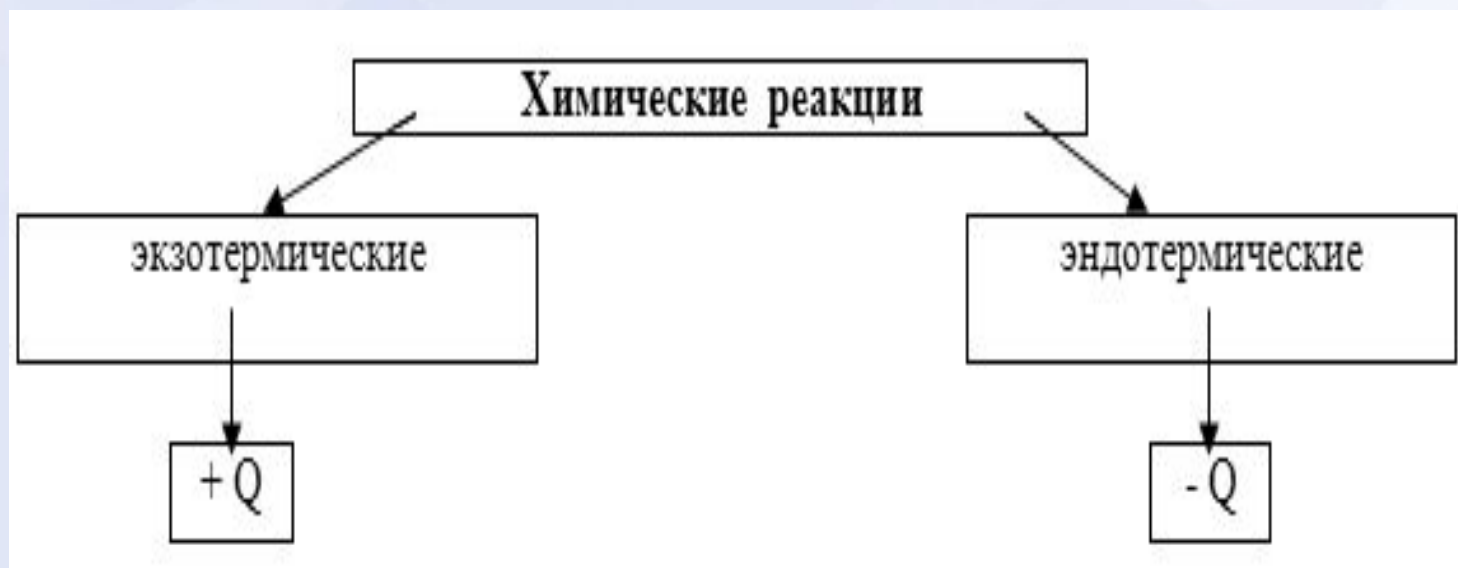 Химические реакции
экзотермические
эндотермические
+ Q
- Q